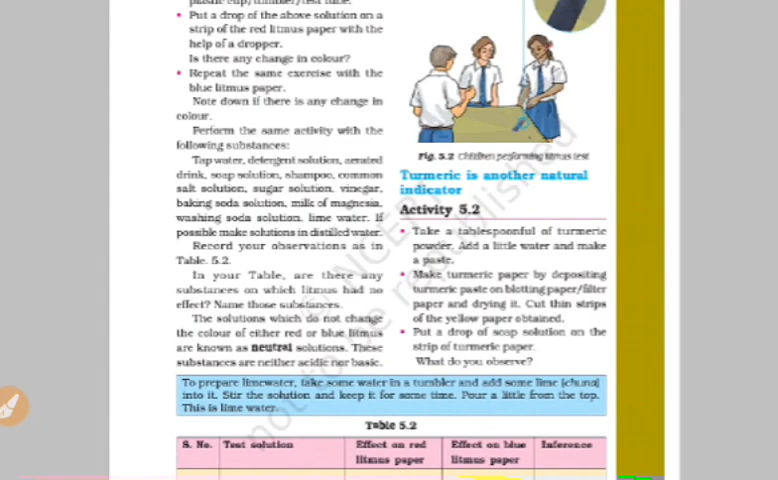 plastic cup/tumbler/test tube.
• Put a drop of the above solution on a
strip of the red litmus paper with the
help of a dropper.
Is there any change in colour?
• Repeat the same exercise with the
blue litmus paper.
Note down if there is any change in
colour.
Perform the same activity with the
following substances:
Tap water, detergent solution, aerated
drink, soap solution, shampoo, common
salt solution, sugar solution, vinegar,
baking soda solution, milk of magnesia,
washing soda solution, lime water. If
possible make solutions in distilled water.
Record your observations as in
Table. 5.2.
In your Table, are there any
substances on which litmus had no
effect? Name those substances.
The solutions which do not change
the colour of either red or blue litmus
are known as neutral solutions. These
substances are neither acidic nor basic.
Fig. 5.2 Children performing litmus test
Turmeric is another natural
indicator
Activity 5.2
• Take a tablespoonful of turmeric
powder. Add a little water and make
a paste.
• Make turmeric paper by depositing
turmeric paste on blotting paper/filter
paper and drying it. Cut thin strips
of the yellow paper obtained.
• Put a drop of soap solution on the
strip of turmeric paper.
What do you observe?
To prepare limewater, take some water in a tumbler and add some lime (chuna)
into it. Stir the solution and keep it for some time. Pour a little from the top.
This is lime water.
Table 5.2
S. No. Test solution Effect on red litmus paper Effect on blue litmus paper Inference
not to be republished